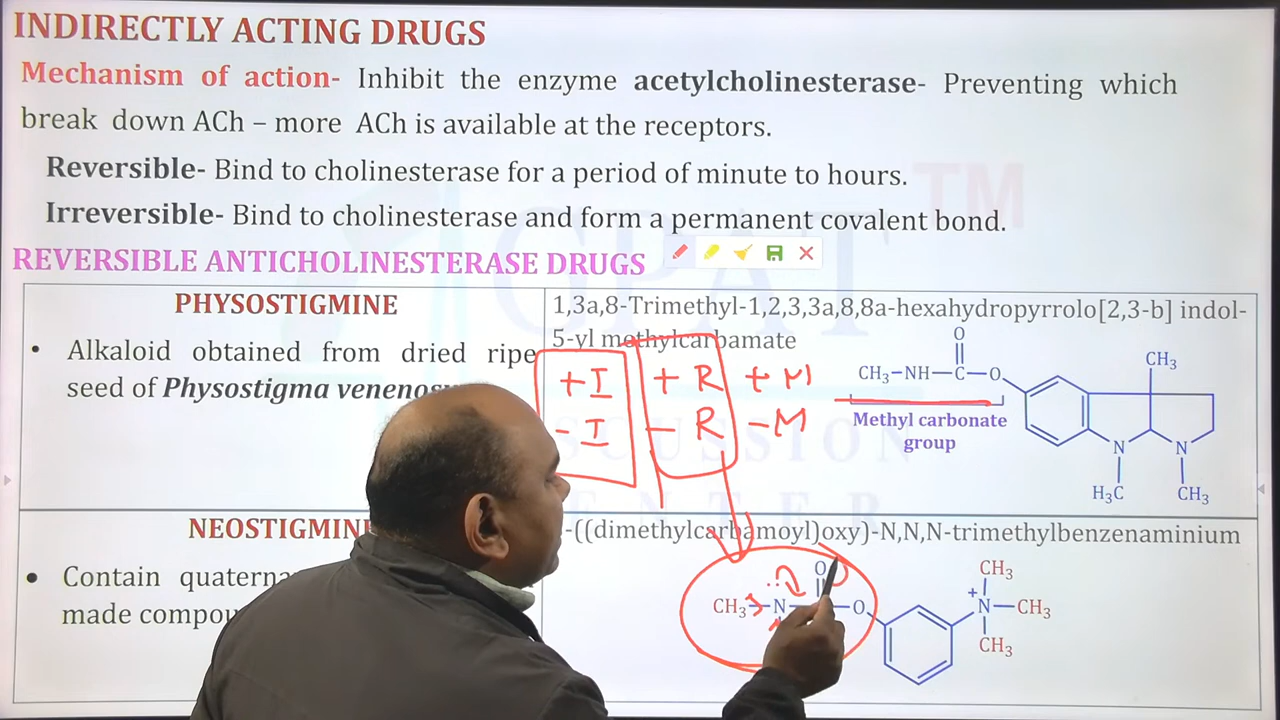 INDIRECTLY ACTING DRUGS
Mechanism of action- Inhibit the enzyme acetylcholinesterase- Preventing which
break down ACh – more ACh is available at the receptors.
Reversible- Bind to cholinesterase for a period of minute to hours.
Irreversible- Bind to cholinesterase and form a permanent covalent bond.
TM
GPAT
REVERSIBLE ANTICHOLINESTERASE DRUGS
PHYSOSTIGMINE
• Alkaloid obtained from dried ripe
seed of Physostigma
1,3a,8-Trimethyl-1,2,3,3a,8,8a-hexahydropyrrolo[2,3-b] indol-
5-yl methylcarbamate
+I +R +M
-I -R -M
O
CH3-NH-C-O
CH3
Methyl carbonate
group
N N
H3C CH3
NEOSTIGMINE
-((dimethylcarbamoyl)oxy)-N,N,N-trimethylbenzenaminium
• Contain
made
O
CH3-N
O
CH3
+
N-CH3
CH3